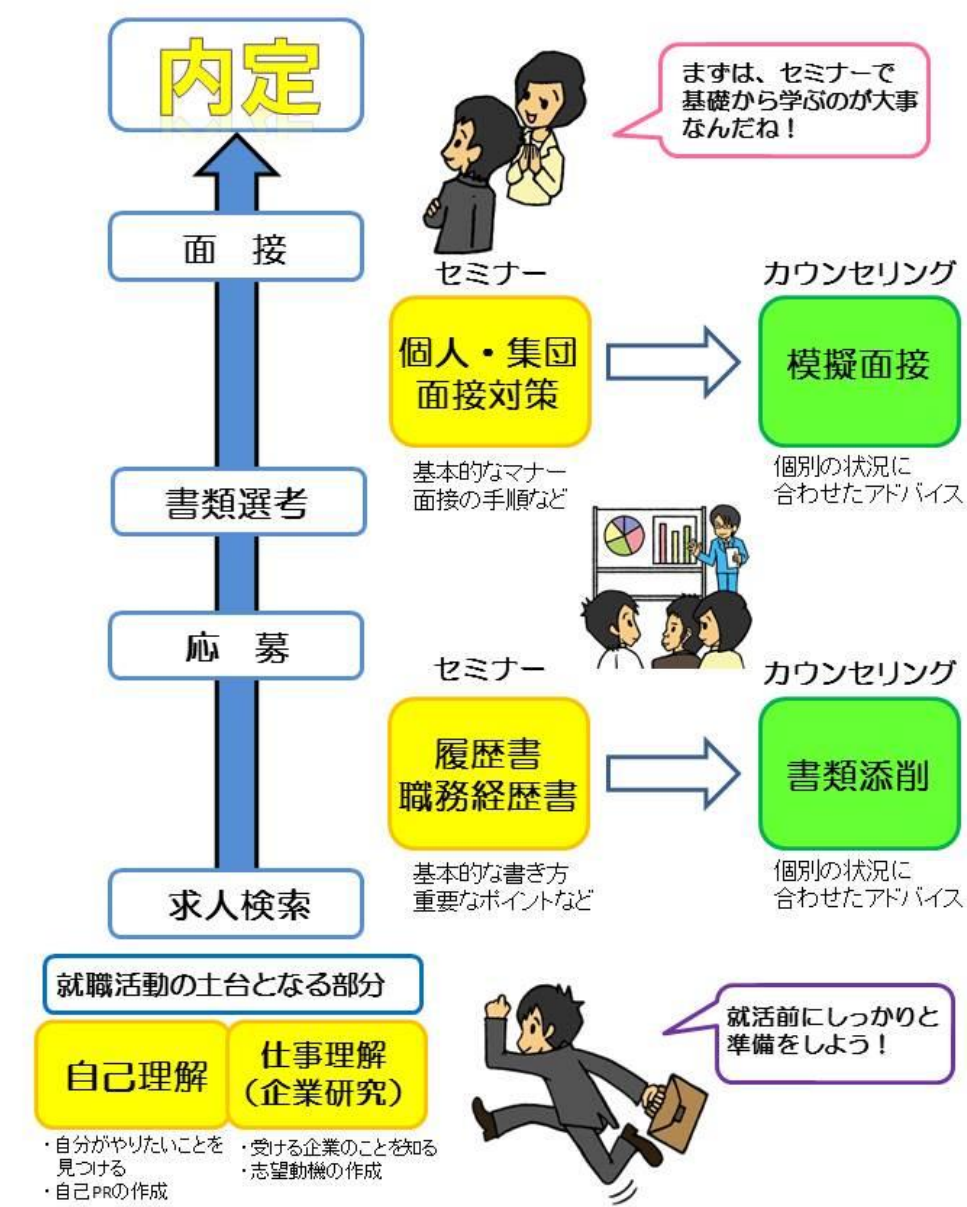 内定
まずは、セミナーで
基礎から学ぶのが大事
なんだね！
面　接
セミナー
個人・集団
面接対策
基本的なマナー
面接の手順など
カウンセリング
模擬面接
個別の状況に
合わせたアドバイス
書類選考
応　募
セミナー
履歴書
職務経歴書
基本的な書き方
重要なポイントなど
カウンセリング
書類添削
個別の状況に
合わせたアドバイス
求人検索
就職活動の土台となる部分
自己理解
・自分がやりたいことを
見つける
・自己PRの作成
仕事理解
（企業研究）
・受ける企業のことを知る
・志望動機の作成
就活前にしっかりと
準備をしよう！